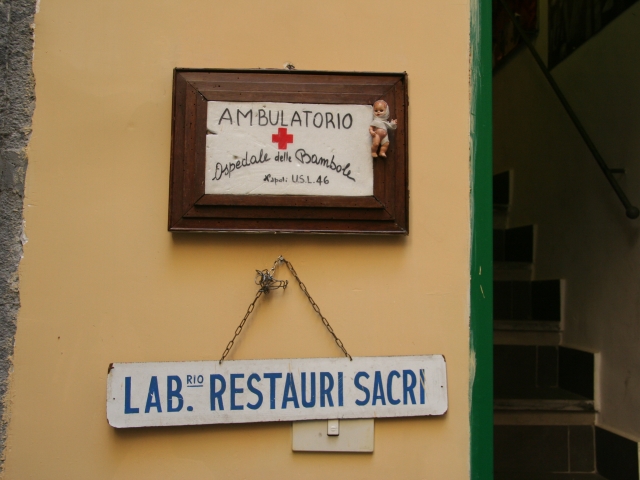 AMBULATORIO
Ospedale delle Bambole
Napoli U.S.L. 46
LAB.RIO RESTAURI SACRI